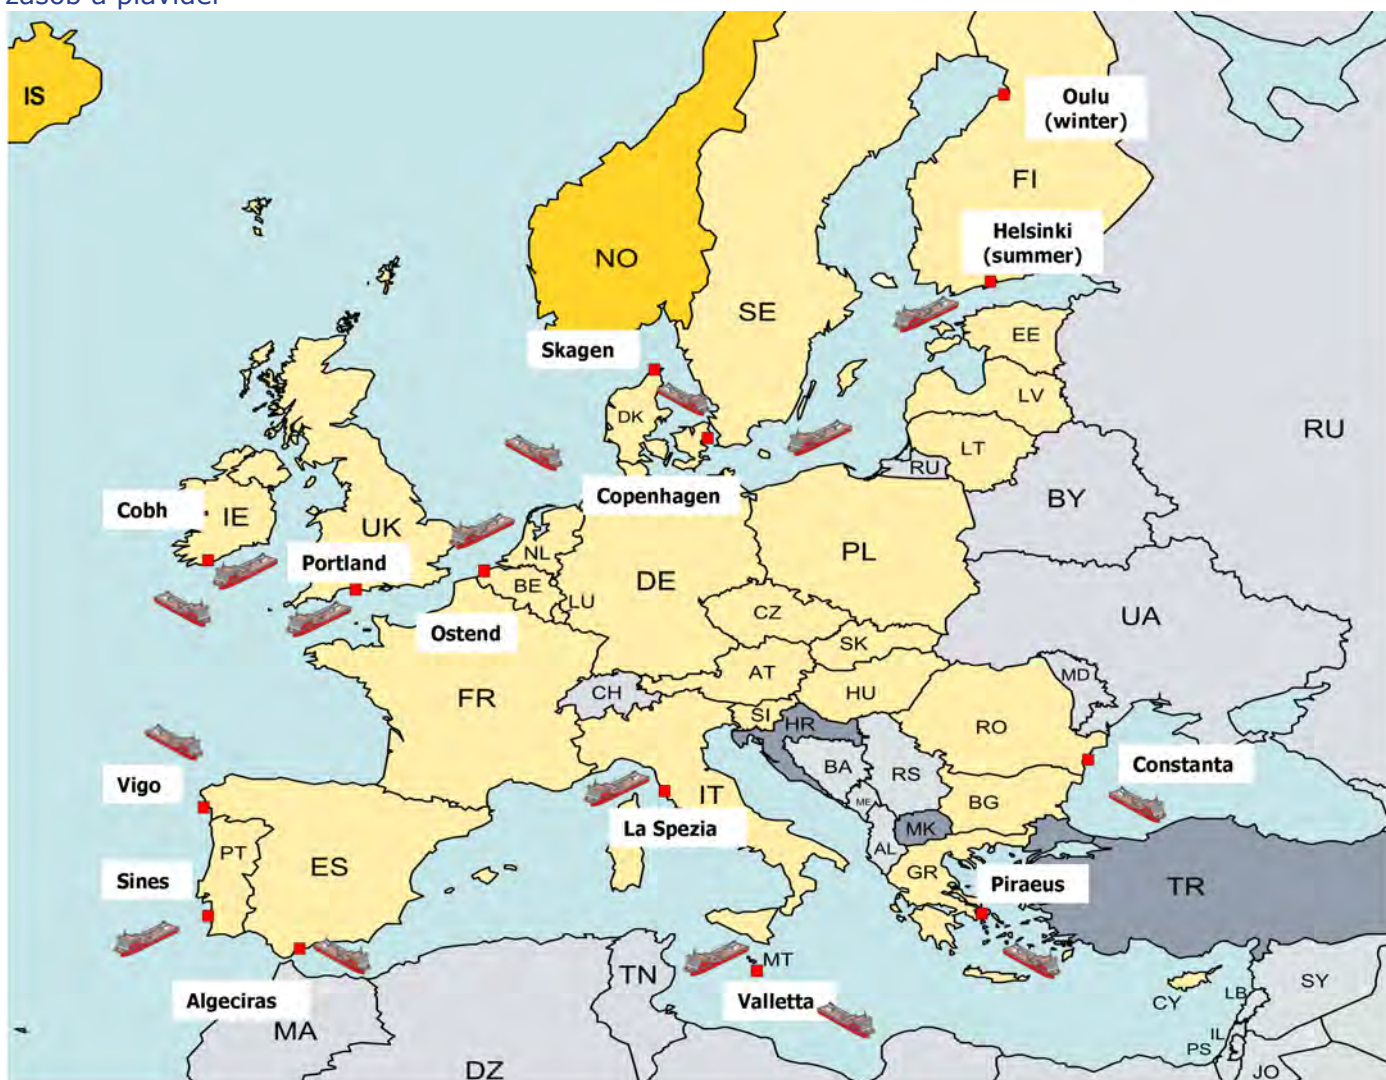 zásob a plavidel
IS
Oulu
(winter)
FI
NO
Helsinki
(summer)
SE
Skagen
EE
LV
DK
LT
RU
RU
BY
Copenhagen
Cobh
IE
UK
Portland
NL
BE
LU
DE
PL
Ostend
CZ
SK
UA
AT
CH
HU
MD
FR
SI
HR
RO
BA
RS
Constanta
Vigo
IT
ME
BG
MK
La Spezia
AL
PT
ES
GR
Sines
Piraeus
TR
MT
TN
SY
Algeciras
Valletta
CY
LB
MA
IL
PS
DZ
JO